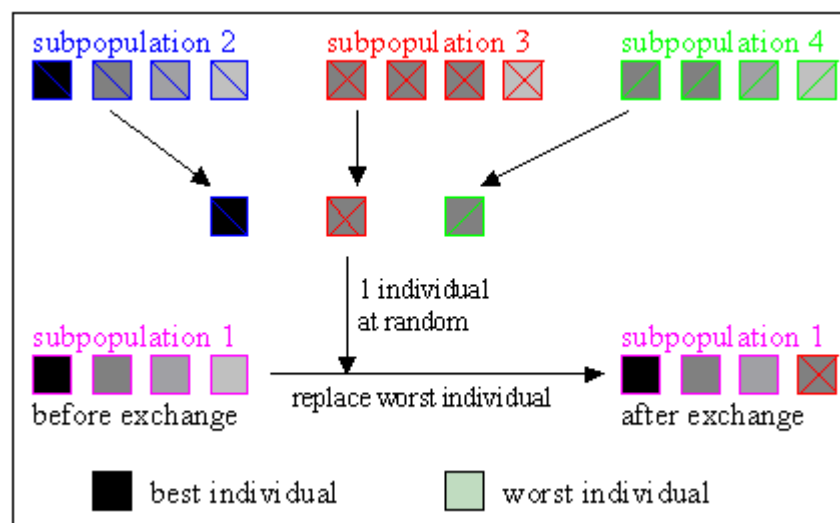 subpopulation 2
subpopulation 3
subpopulation 4
1 individual
at random
subpopulation 1
subpopulation 1
before exchange
replace worst individual
after exchange
best individual
worst individual